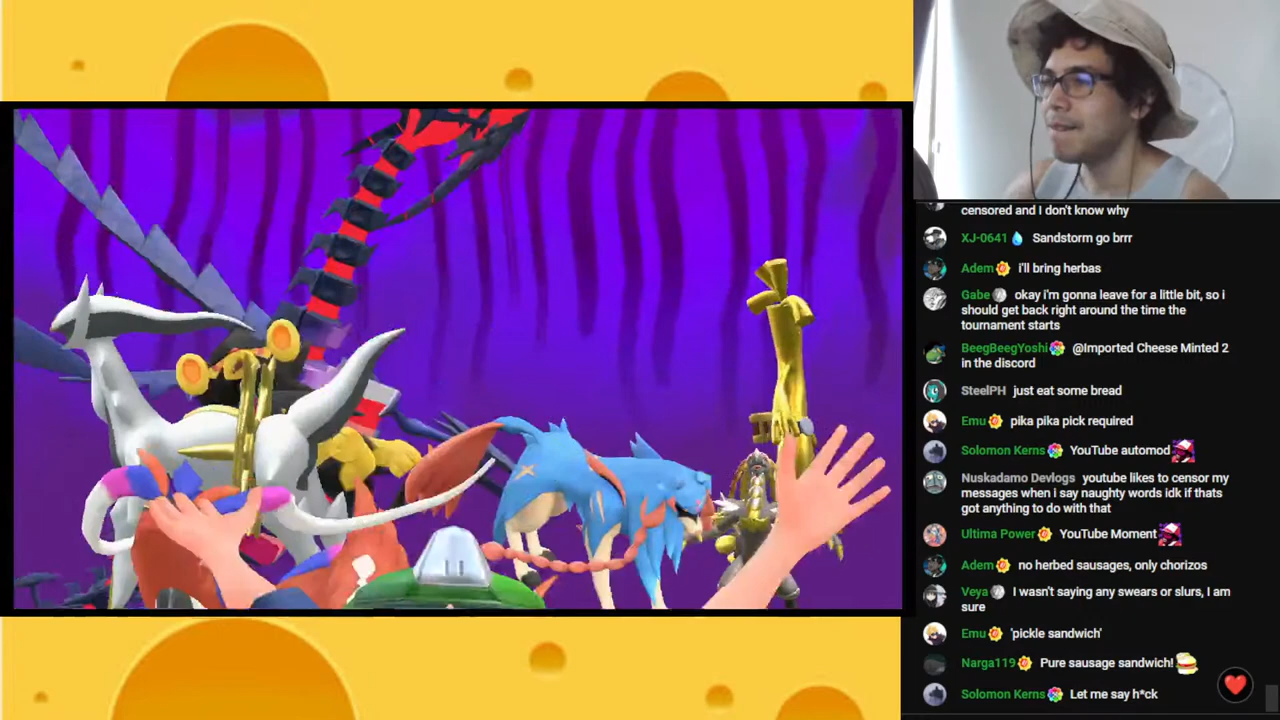 censored and I don't know why
XJ-0641 Sandstorm go brrr
Adem i'll bring herbas
Gabe okay i'm gonna leave for a little bit, so i
should get back right around the time the
tournament starts
BeegBeegYoshi @Imported Cheese Minted 2
in the discord
SteelPH just eat some bread
Emu pika pika pick required
Solomon Kerns YouTube automod
Nuskadamo Devlogs youtube likes to censor my
messages when i say naughty words idk if thats
got anything to do with that
Ultima Power YouTube Moment
Adem no herbed sausages, only chorizos
Veya I wasn't saying any swears or slurs, I am
sure
Emu 'pickle sandwich'
Narga119 Pure sausage sandwich!
Solomon Kerns Let me say h*ck